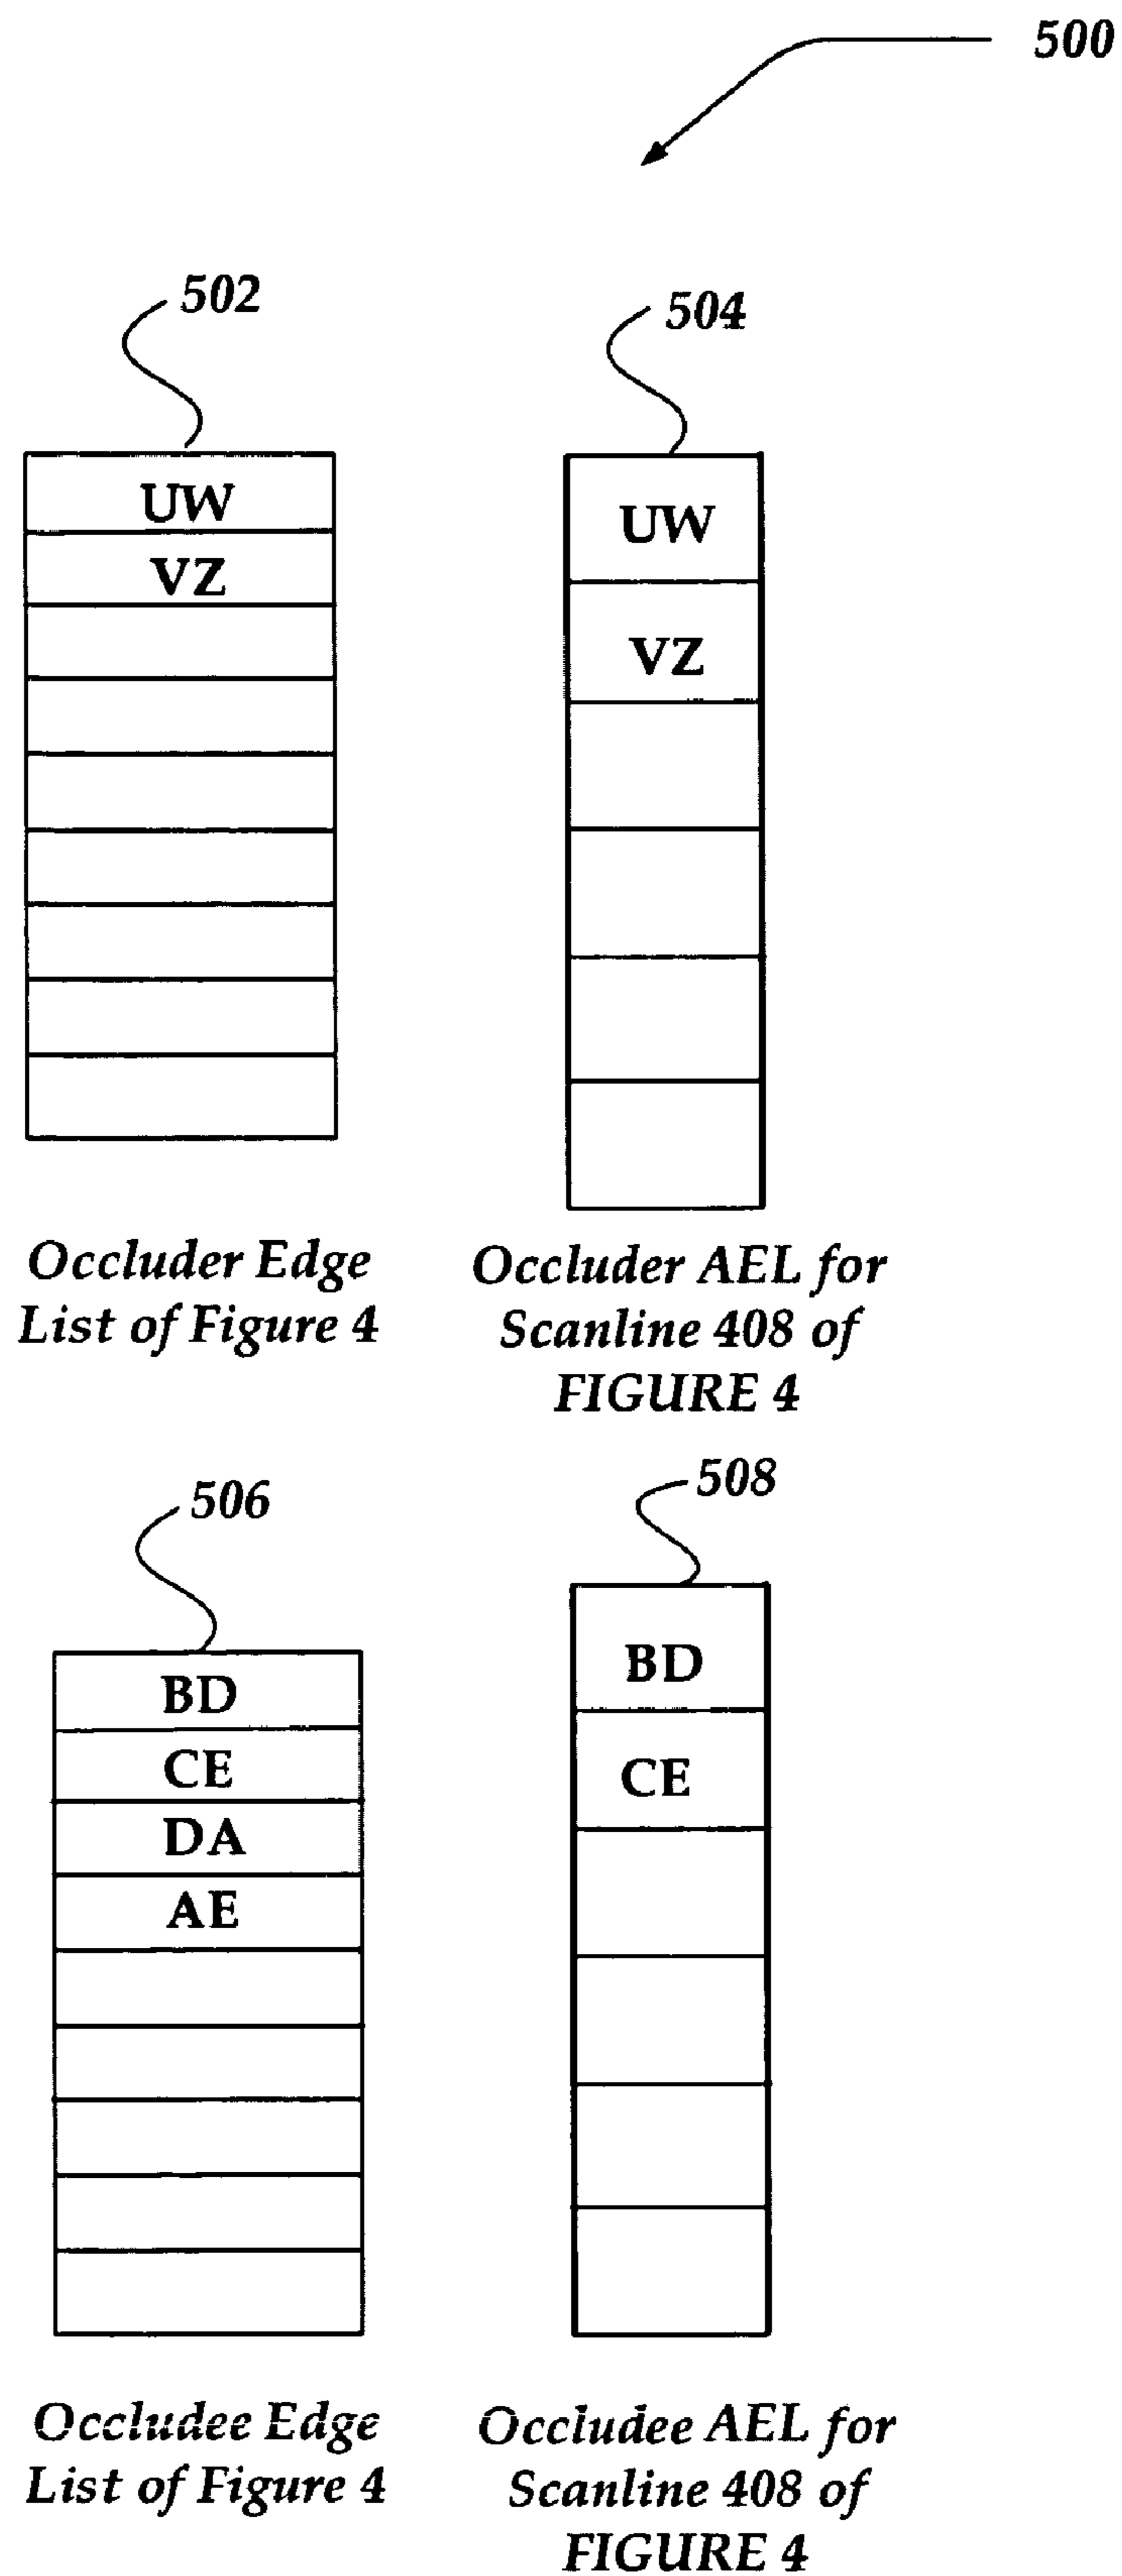 500
502
504
UW
VZ
UW
VZ
Occluder Edge
List of Figure 4
Occluder AEL for
Scanline 408 of
FIGURE 4
506
508
BD
CE
DA
AE
BD
CE
Occludee Edge
List of Figure 4
Occludee AEL for
Scanline 408 of
FIGURE 4